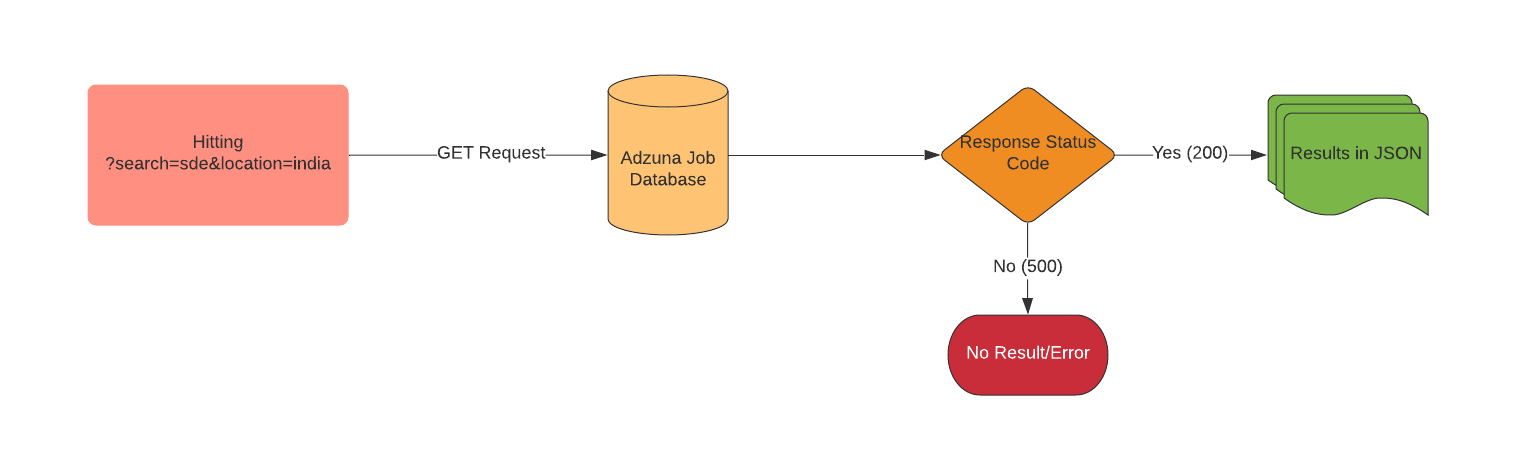 Hitting
?search=sde&location=india
GET Request
Adzuna Job
Database
Response Status
Code
Yes (200)
Results in JSON
No (500)
No Result/Error